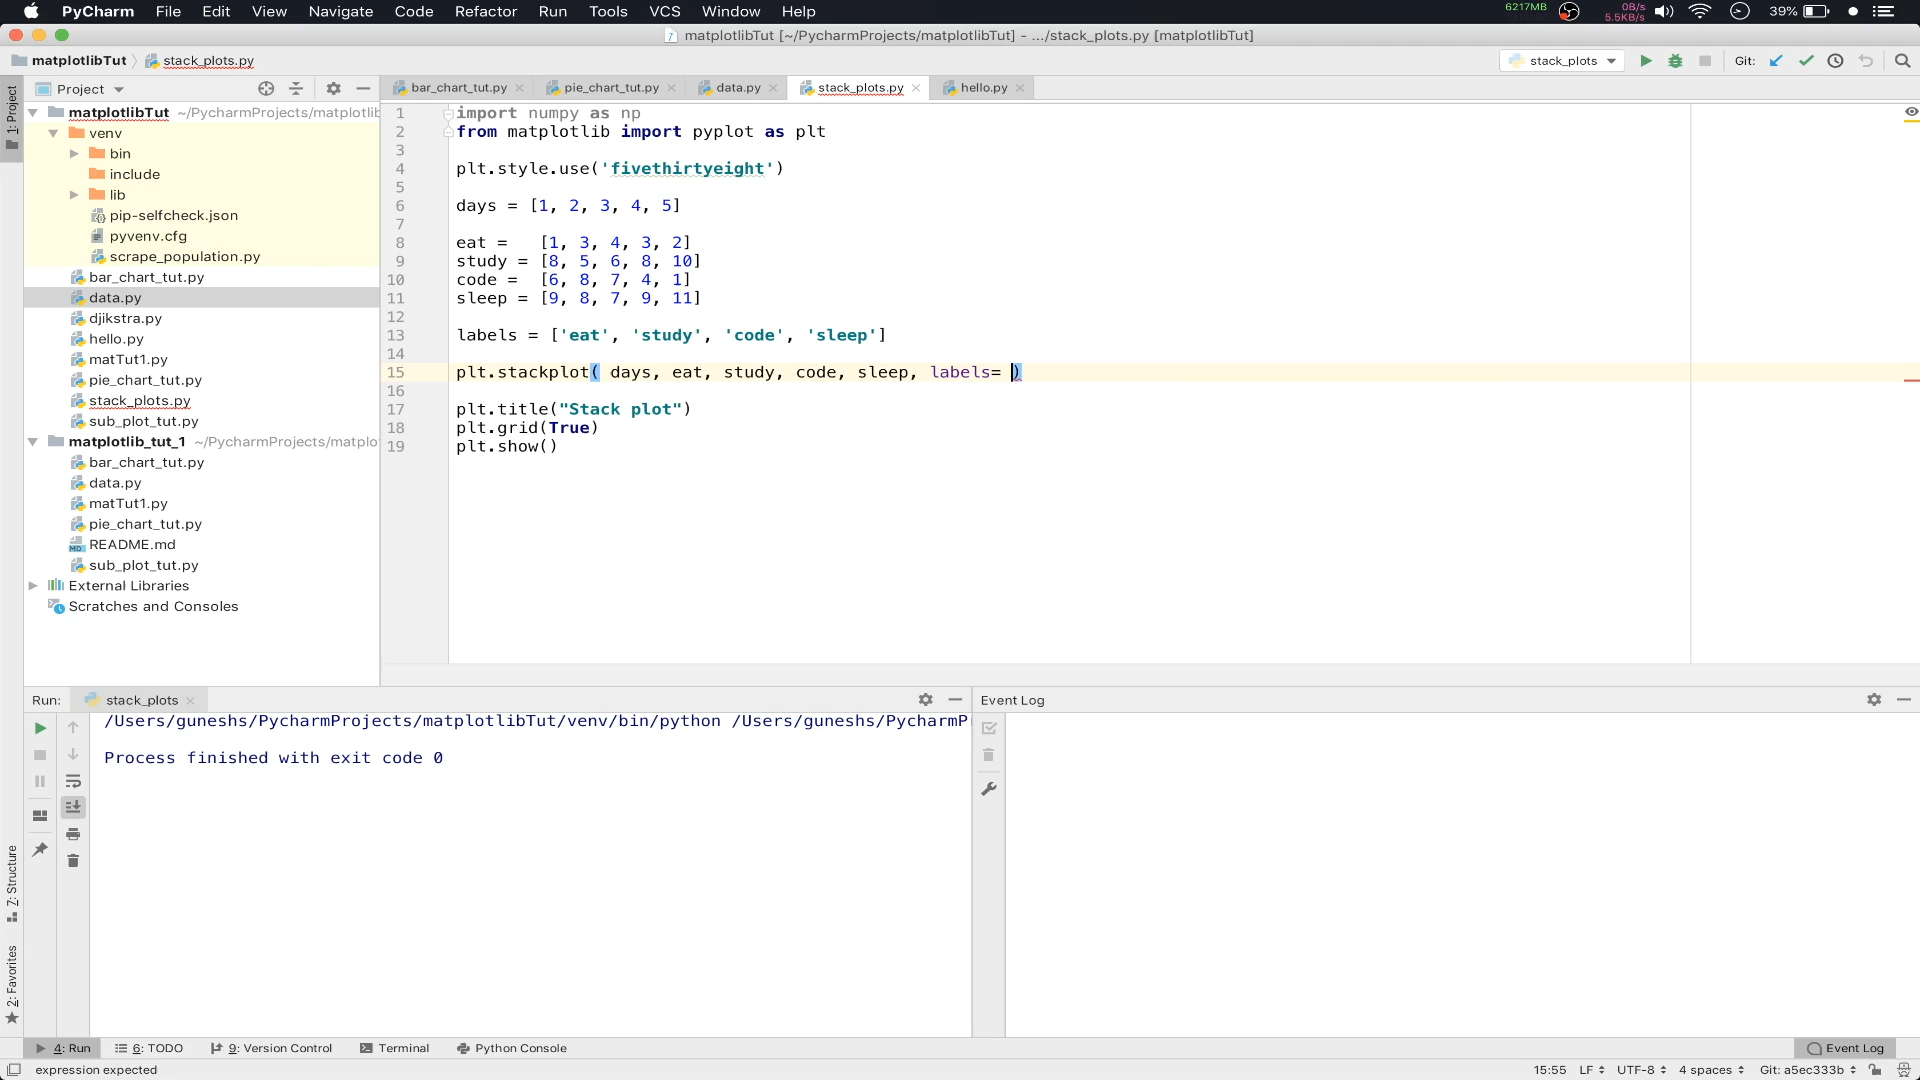 PyCharm File Edit View Navigate Code Refactor Run Tools VCS Window Help 6217MB 0B/s 5.5KB/s 39%
matplotlibTut [~/PycharmProjects/matplotlibTut] - .../stack_plots.py [matplotlibTut]
matplotlibTut stack_plots.py stack_plots Git:
Project
bar_chart_tut.py pie_chart_tut.py data.py stack_plots.py hello.py
1: Project
matplotlibTut ~/PycharmProjects/matplotlib
venv
bin
include
lib
pip-selfcheck.json
pyvenv.cfg
scrape_population.py
bar_chart_tut.py
data.py
djikstra.py
hello.py
matTut1.py
pie_chart_tut.py
stack_plots.py
sub_plot_tut.py
matplotlib_tut_1 ~/PycharmProjects/matplo
bar_chart_tut.py
data.py
matTut1.py
pie_chart_tut.py
README.md
sub_plot_tut.py
External Libraries
Scratches and Consoles
1 import numpy as np
2 from matplotlib import pyplot as plt
3
4 plt.style.use('fivethirtyeight')
5
6 days = [1, 2, 3, 4, 5]
7
8 eat = [1, 3, 4, 3, 2]
9 study = [8, 5, 6, 8, 10]
10 code = [6, 8, 7, 4, 1]
11 sleep = [9, 8, 7, 9, 11]
12
13 labels = ['eat', 'study', 'code', 'sleep']
14
15 plt.stackplot( days, eat, study, code, sleep, labels= )
16
17 plt.title("Stack plot")
18 plt.grid(True)
19 plt.show()
Run: stack_plots
/Users/guneshs/PycharmProjects/matplotlibTut/venv/bin/python /Users/guneshs/PycharmP
Process finished with exit code 0
Event Log
Z: Structure
2: Favorites
4: Run 6: TODO 9: Version Control Terminal Python Console Event Log
expression expected 15:55 LF UTF-8 4 spaces Git: a5ec333b